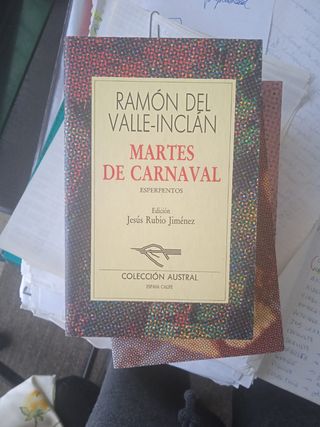 RAMÓN DEL
VALLE-INCLÁN
MARTES
DE CARNAVAL
ESPERPENTOS
Edición
Jesús Rubio Jiménez
COLECCIÓN AUSTRAL
ESPASA CALPE